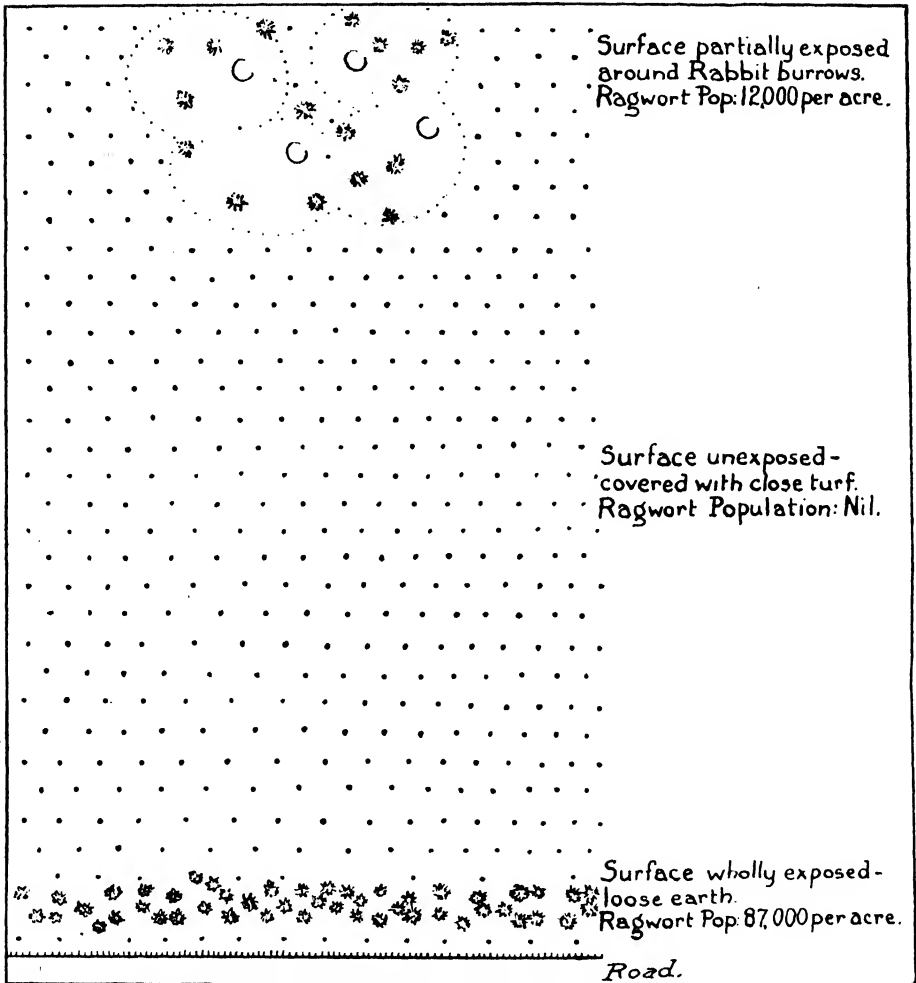 Surface partially exposed
around Rabbit burrows.
Ragwort Pop: 12,000 per acre.
Surface unexposed-
covered with close turf.
Ragwort Population: Nil.
Surface wholly exposed-
loose earth.
Ragwort Pop: 87,000 per acre.
Road.